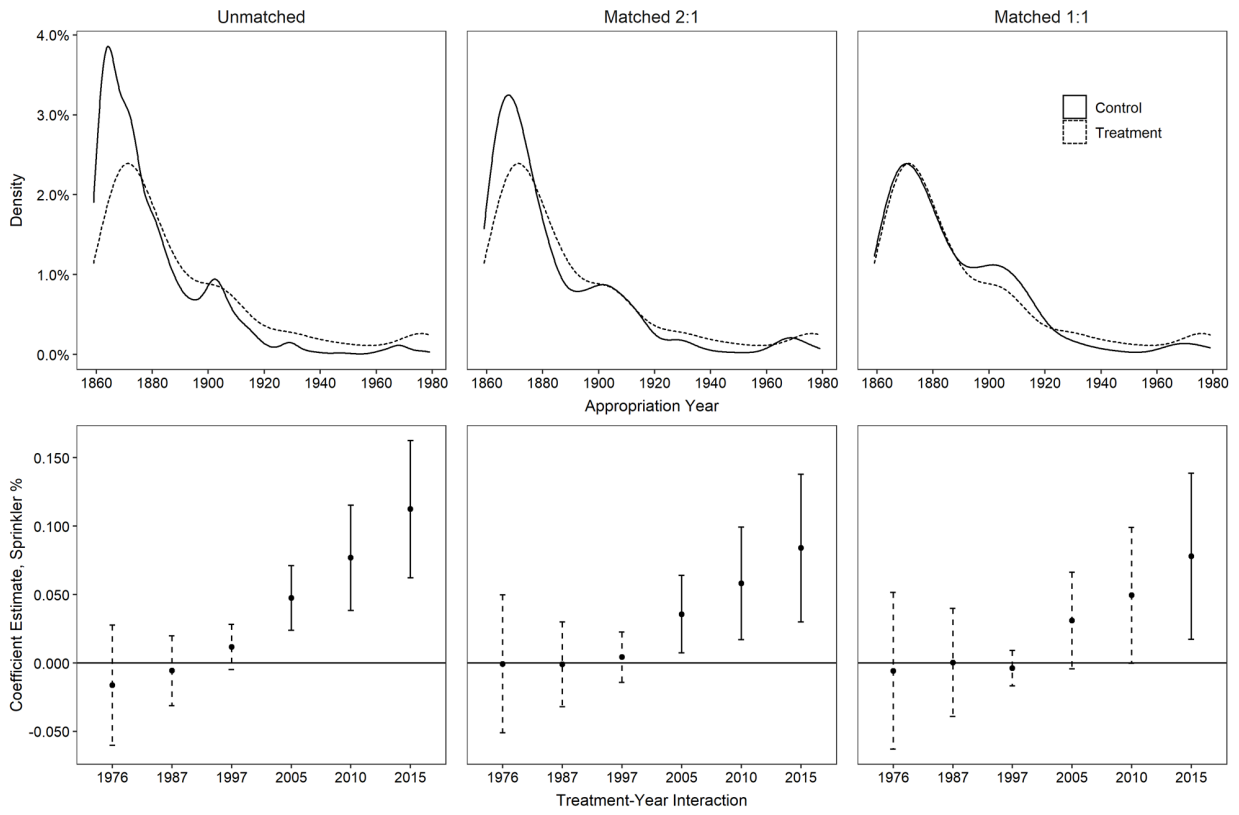 Unmatched
Matched 2:1
Matched 1:1
4.0%
3.0%
2.0%
1.0%
0.0%
Density
Control
Treatment
1860 1880 1900 1920 1940 1960 1980
1860 1880 1900 1920 1940 1960 1980
1860 1880 1900 1920 1940 1960 1980
Appropriation Year
0.150
0.100
0.050
0.000
-0.050
Coefficient Estimate, Sprinkler %
1976 1987 1997 2005 2010 2015
1976 1987 1997 2005 2010 2015
1976 1987 1997 2005 2010 2015
Treatment-Year Interaction